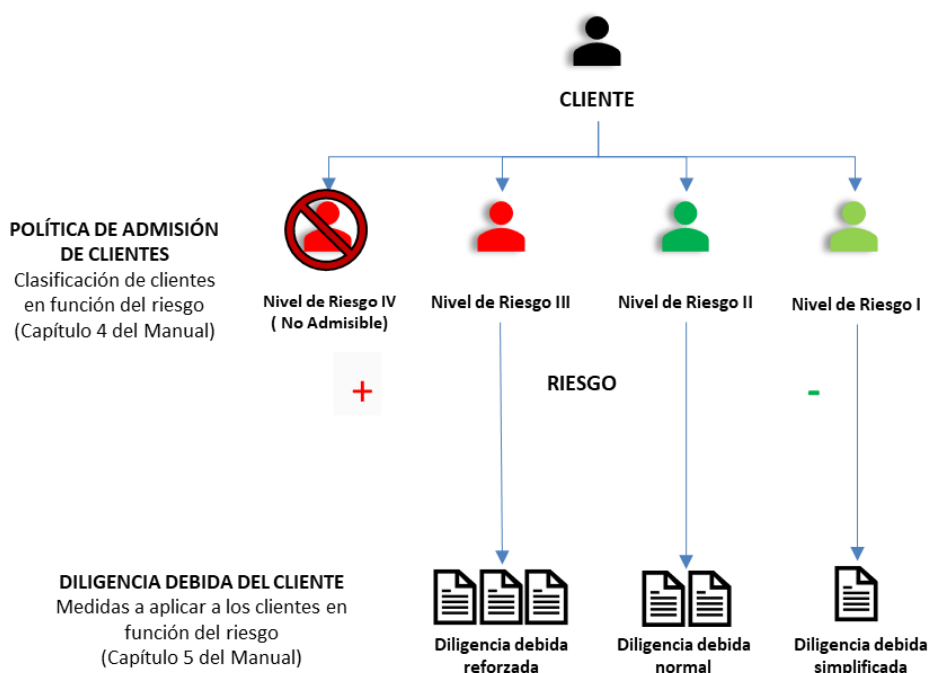 CLIENTE
POLÍTICA DE ADMISIÓN
DE CLIENTES
Clasificación de clientes
en función del riesgo
(Capítulo 4 del Manual)
Nivel de Riesgo IV
( No Admisible)
Nivel de Riesgo III
Nivel de Riesgo II
Nivel de Riesgo I
+
RIESGO
-
DILIGENCIA DEBIDA DEL CLIENTE
Medidas a aplicar a los clientes en
función del riesgo
(Capítulo 5 del Manual)
Diligencia debida
reforzada
Diligencia debida
normal
Diligencia debida
simplificada